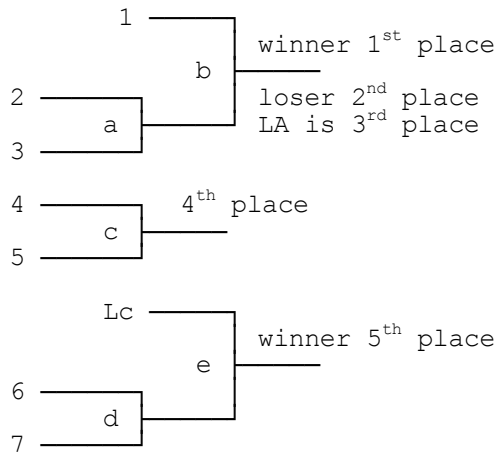 1
winner 1st place
b
2
loser 2nd place
a
LA is 3rd place
3
4
4th place
c
5
Lc
winner 5th place
e
6
d
7